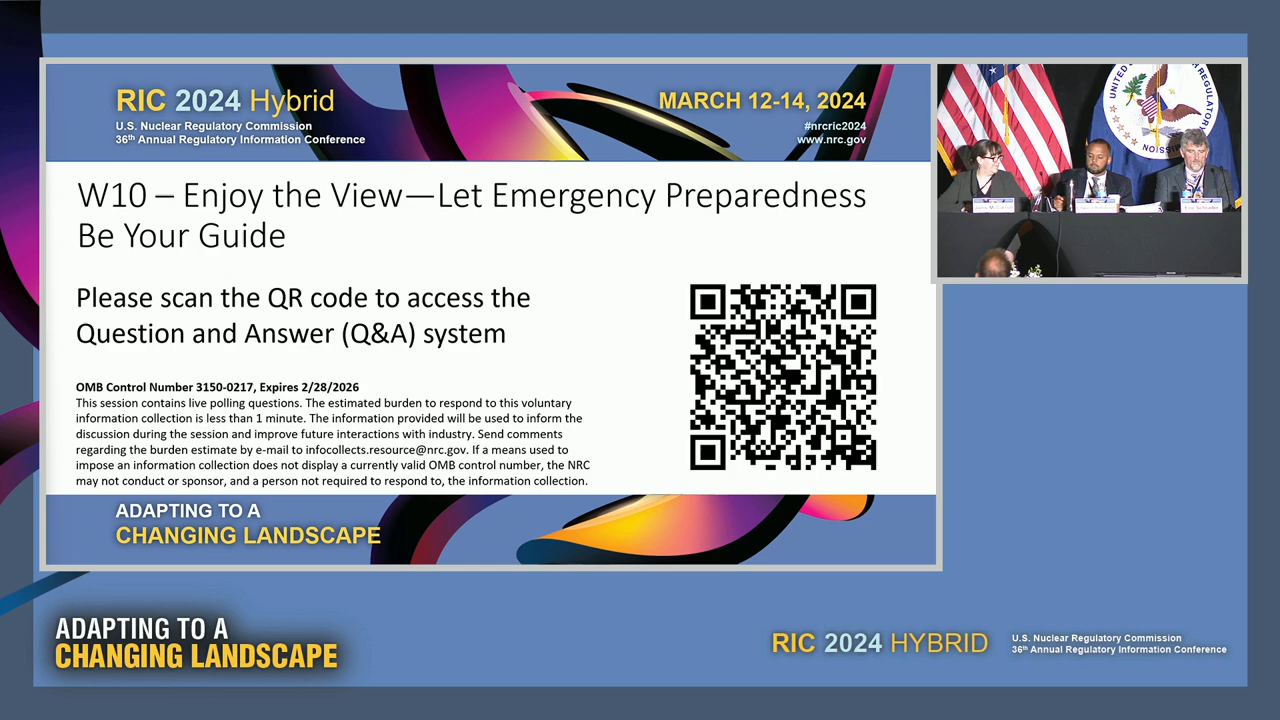 RIC 2024 Hybrid
U.S. Nuclear Regulatory Commission
36th Annual Regulatory Information Conference
MARCH 12-14, 2024
#nrcric2024
www.nrc.gov
W10 – Enjoy the View—Let Emergency Preparedness
Be Your Guide
Please scan the QR code to access the
Question and Answer (Q&A) system
OMB Control Number 3150-0217, Expires 2/28/2026
This session contains live polling questions. The estimated burden to respond to this voluntary
information collection is less than 1 minute. The information provided will be used to inform the
discussion during the session and improve future interactions with industry. Send comments
regarding the burden estimate by e-mail to infocollects.resource@nrc.gov. If a means used to
impose an information collection does not display a currently valid OMB control number, the NRC
may not conduct or sponsor, and a person not required to respond to, the information collection.
ADAPTING TO A
CHANGING LANDSCAPE
UNITED
REGULATORY
ADAPTING TO A
CHANGING LANDSCAPE
RIC 2024 HYBRID
U.S. Nuclear Regulatory Commission
36th Annual Regulatory Information Conference